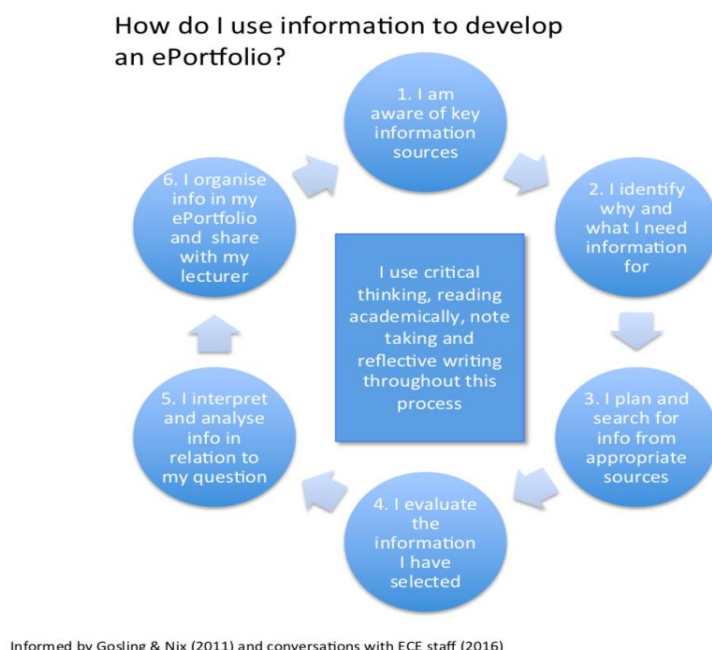 How do I use information to develop
an ePortfolio?
1. I am
aware of key
information
sources
2. I identify
why and
what I need
information
for
3. I plan and
search for
info from
appropriate
sources
4. I evaluate
the
information
I have
selected
5. I interpret
and analyse
info in
relation to
my question
6. I organise
info in my
ePortfolio
and share
with my
lecturer
I use critical
thinking, reading
academically, note
taking and
reflective writing
throughout this
process
Informed by Gosling & Nix (2011) and conversations with ECE staff (2016)